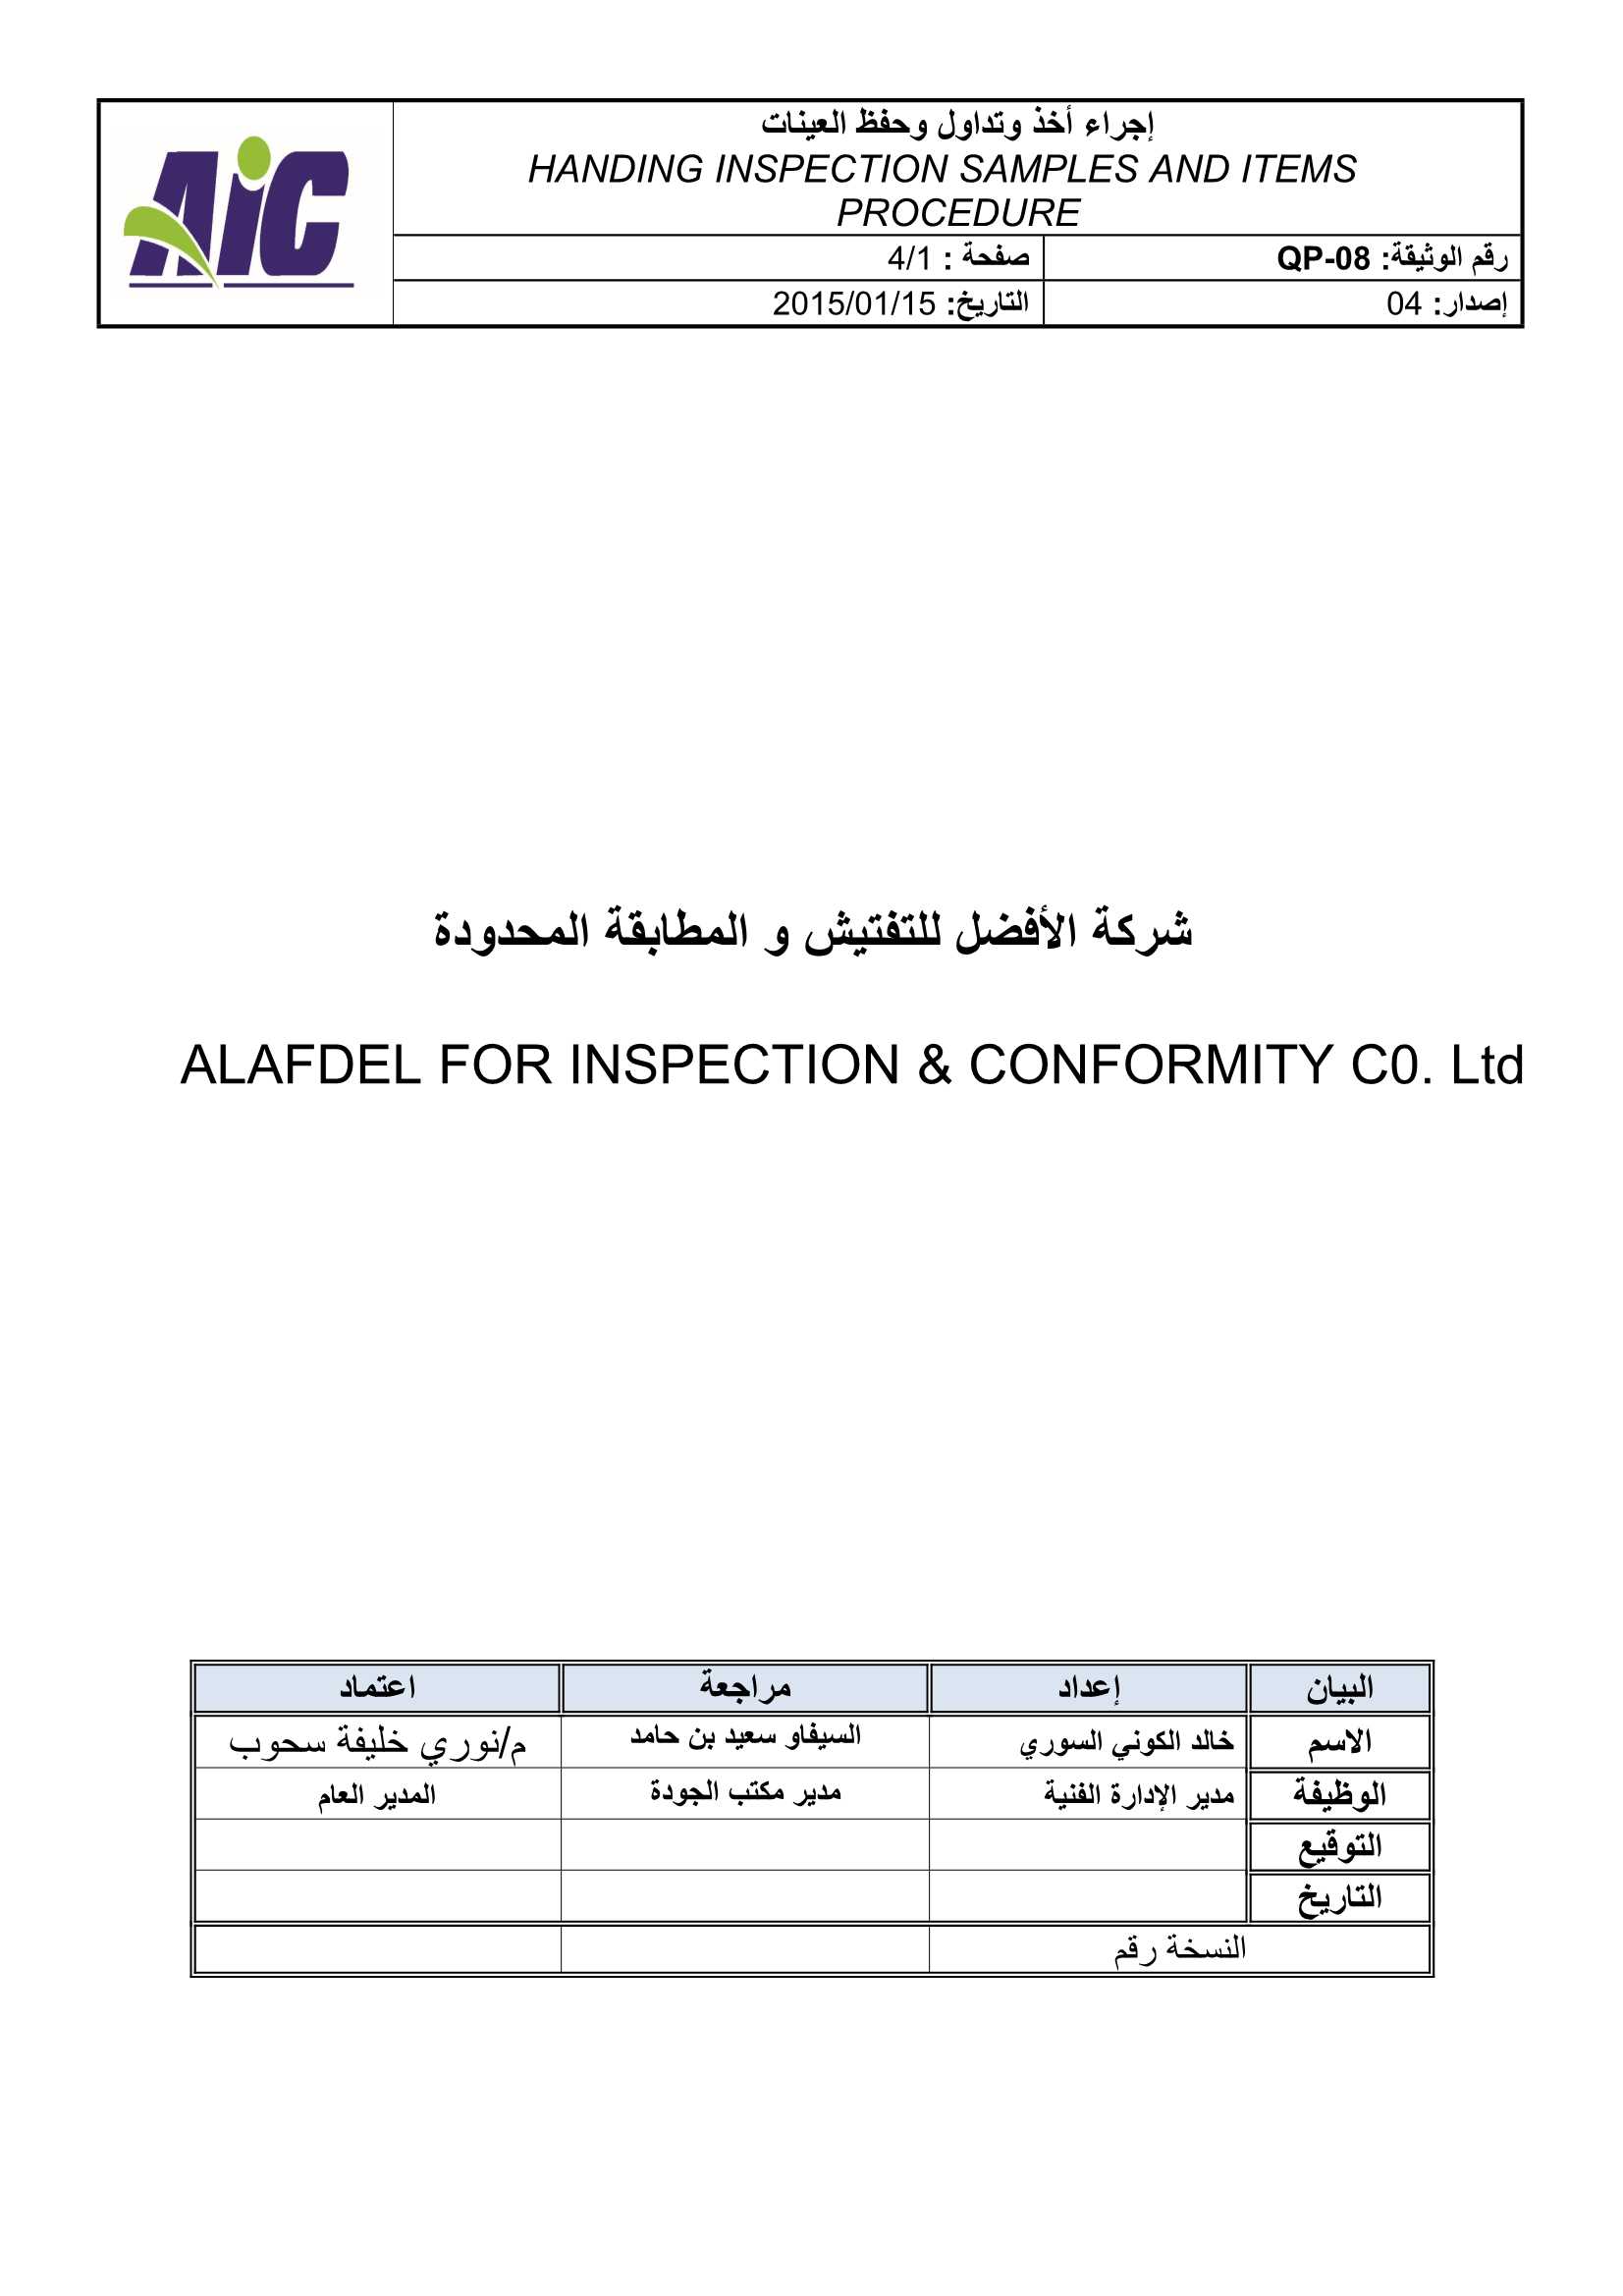 AiC
إجراء أخذ وتداول وحفظ العينات
HANDING INSPECTION SAMPLES AND ITEMS
PROCEDURE
رقم الوثيقة: QP-08
صفحة : 4/1
إصدار: 04
التاريخ: 2015/01/15
شركة الأفضل للتفتيش و المطابقة المحدودة
ALAFDEL FOR INSPECTION & CONFORMITY C0. Ltd
البيان إعداد مراجعة اعتماد
الاسم خالد الكوني السوري السيفاو سعيد بن حامد م/نوري خليفة سحوب
الوظيفة مدير الإدارة الفنية مدير مكتب الجودة المدير العام
التوقيع
التاريخ
النسخة رقم